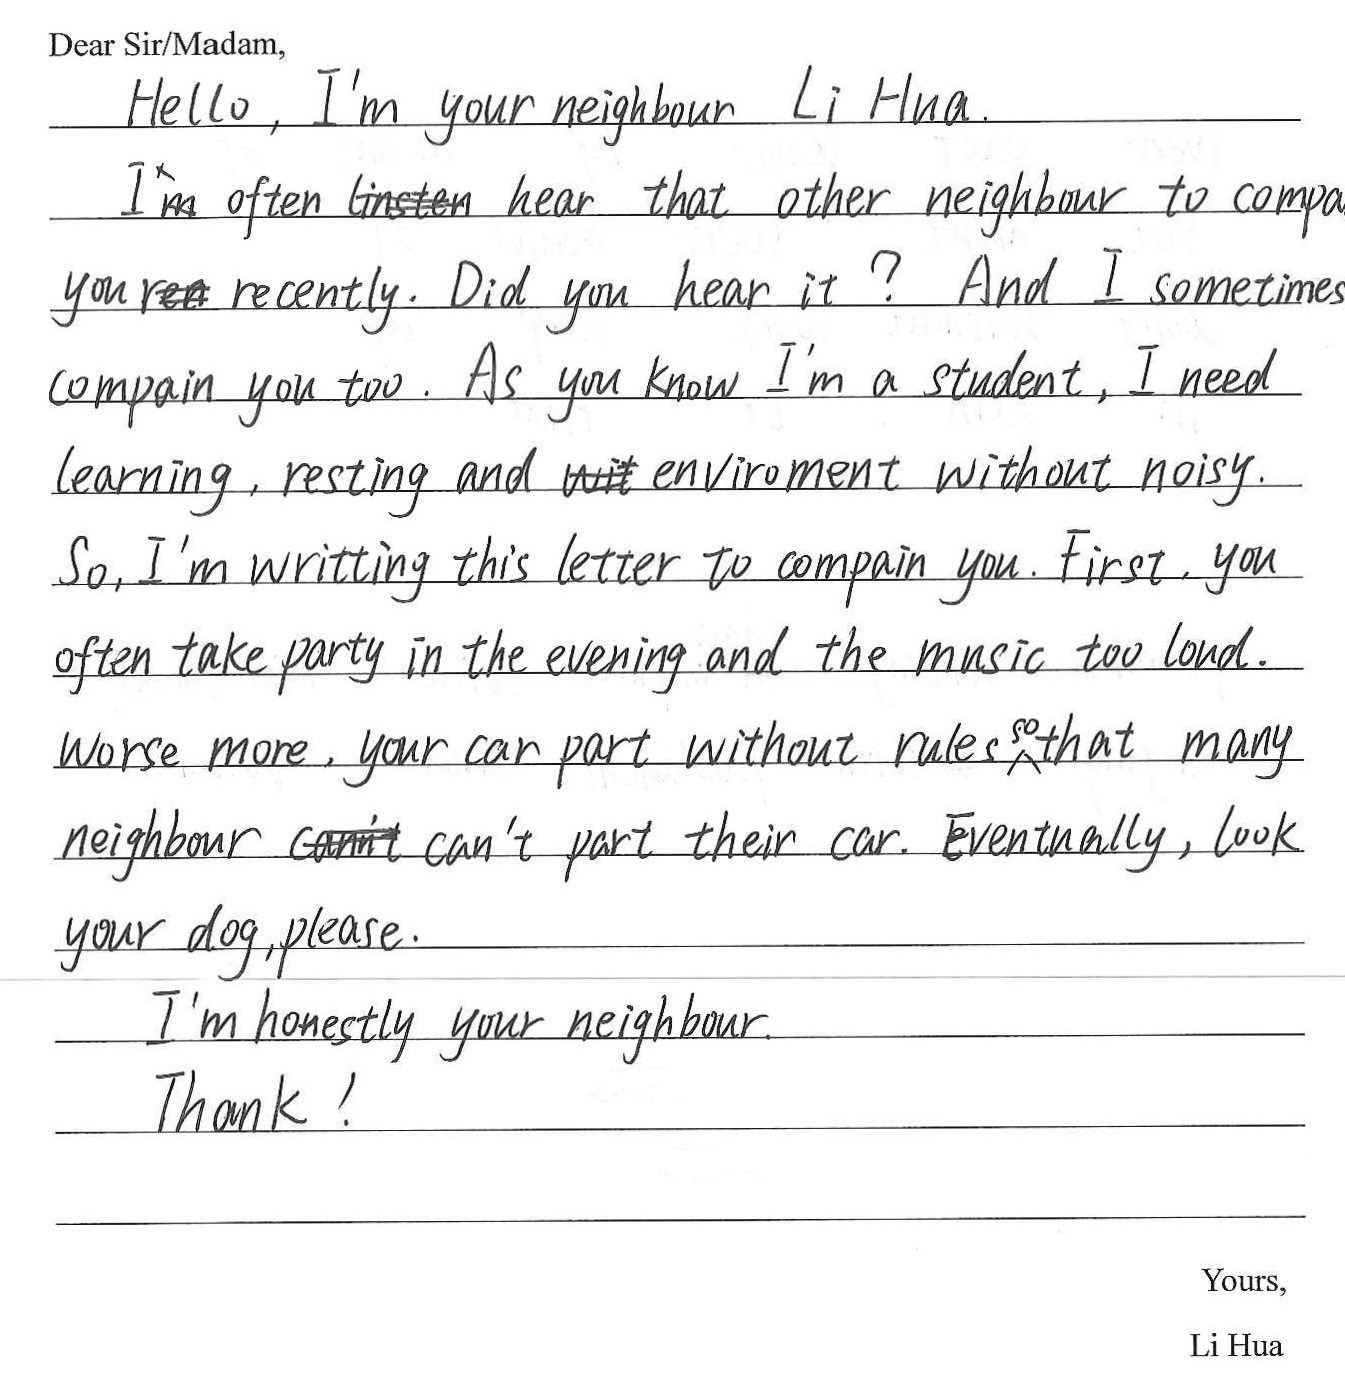 Dear Sir/Madam,
Hello, I'm your neighbour Li Hua.
I often hear that other neighbour to compa
you recently. Did you hear it? And I sometimes
compain you too. As you know I'm a student, I need
learning, resting and enviroment without noisy.
So, I'm writting this letter to compain you. First, you
often take party in the evening and the music too loud.
Worse more, your car part without rules so that many
neighbour can't part their car. Eventually, look
your dog, please.
I'm honestly your neighbour.
Thank!
Yours,
Li Hua